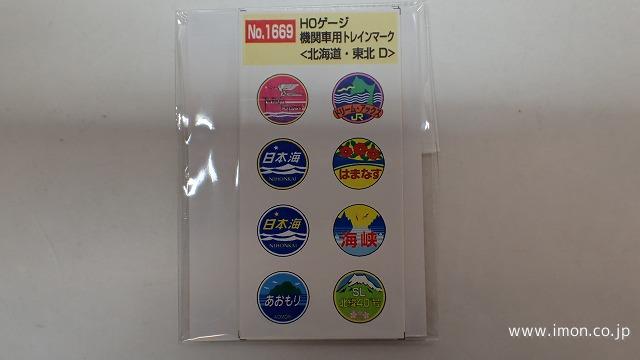 No.1669
HOゲージ
機関車用トレインマーク
<北海道・東北 D>
JR
日本海
NIHONKAI
はまなす
日本海
NIHONKAI
海峡
あおもり
AOMORI
SL
www.imon.co.jp